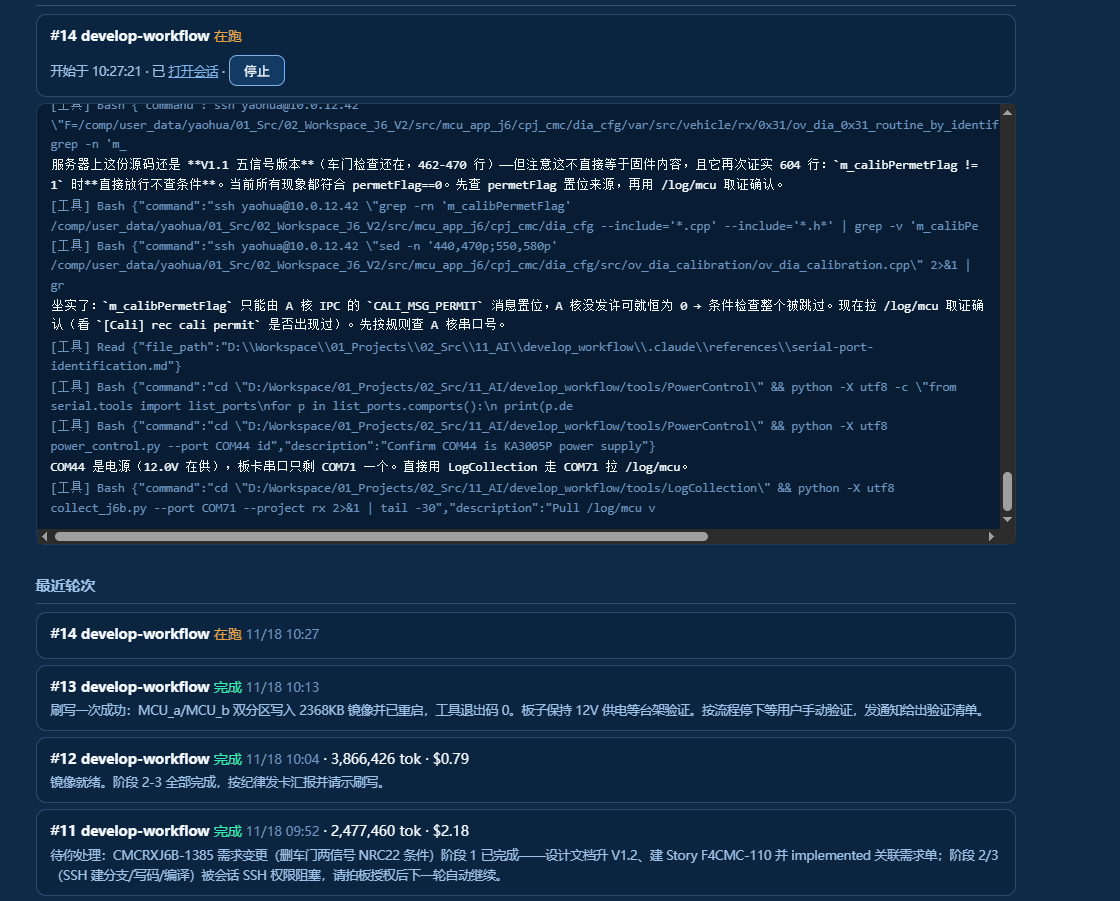 #14 develop-workflow 在跑
开始于 10:27:21 · 已 打开会话 · 停止
[工具] Bash {"command":"ssh yaohua@10.0.12.42
\"F=/comp/user_data/yaohua/01_Src/02_Workspace_J6_V2/src/mcu_app_j6/cpj_cmc/dia_cfg/var/src/vehicle/rx/0x31/ov_dia_0x31_routine_by_identif
grep -n 'm_
服务器上这份源码还是 **V1.1 五信号版本**（车门检查还在，462-470 行）——但注意这不直接等于固件内容，且它再次证实 604 行：`m_calibPermetFlag !=
1` 时**直接放行不查条件**。当前所有现象都符合 permetFlag==0。先查 permetFlag 置位来源，再用 /log/mcu 取证确认。
[工具] Bash {"command":"ssh yaohua@10.0.12.42 \"grep -rn 'm_calibPermetFlag'
/comp/user_data/yaohua/01_Src/02_Workspace_J6_V2/src/mcu_app_j6/cpj_cmc/dia_cfg --include='*.cpp' --include='*.h*' | grep -v 'm_calibPe
[工具] Bash {"command":"ssh yaohua@10.0.12.42 \"sed -n '440,470p;550,580p'
/comp/user_data/yaohua/01_Src/02_Workspace_J6_V2/src/mcu_app_j6/cpj_cmc/dia_cfg/src/ov_dia_calibration/ov_dia_calibration.cpp\" 2>&1 |
gr
坐实了：`m_calibPermetFlag` 只能由 A 核 IPC 的 `CALI_MSG_PERMIT` 消息置位，A 核没发许可就恒为 0 → 条件检查整个被跳过。现在拉 /log/mcu 取证确
认（看 `[Cali] rec cali permit` 是否出现过）。先按规则查 A 核串口号。
[工具] Read {"file_path":"D:\\Workspace\\01_Projects\\02_Src\\11_AI\\develop_workflow\\.claude\\references\\serial-port-
identification.md"}
[工具] Bash {"command":"cd \"D:/Workspace/01_Projects/02_Src/11_AI/develop_workflow/tools/PowerControl\" && python -X utf8 -c \"from
serial.tools import list_ports\nfor p in list_ports.comports():\n print(p.de
[工具] Bash {"command":"cd \"D:/Workspace/01_Projects/02_Src/11_AI/develop_workflow/tools/PowerControl\" && python -X utf8
power_control.py --port COM44 id","description":"Confirm COM44 is KA3005P power supply"}
COM44 是电源（12.0V 在供），板卡串口只剩 COM71 一个。直接用 LogCollection 走 COM71 拉 /log/mcu。
[工具] Bash {"command":"cd \"D:/Workspace/01_Projects/02_Src/11_AI/develop_workflow/tools/LogCollection\" && python -X utf8
collect_j6b.py --port COM71 --project rx 2>&1 | tail -30","description":"Pull /log/mcu v
最近轮次
#14 develop-workflow 在跑 11/18 10:27
#13 develop-workflow 完成 11/18 10:13
刷写一次成功：MCU_a/MCU_b 双分区写入 2368KB 镜像并已重启，工具退出码 0。板子保持 12V 供电等台架验证。按流程停下等用户手动验证，发通知给出验证清单。
#12 develop-workflow 完成 11/18 10:04 · 3,866,426 tok · $0.79
镜像就绪。阶段 2-3 全部完成，按纪律发卡汇报并请示刷写。
#11 develop-workflow 完成 11/18 09:52 · 2,477,460 tok · $2.18
待你处理：CMCRXJ6B-1385 需求变更（删车门两信号 NRC22 条件）阶段 1 已完成——设计文档升 V1.2、建 Story F4CMC-110 并 implemented 关联需求单；阶段 2/3
（SSH 建分支/写码/编译）被会话 SSH 权限阻塞，请拍板授权后下一轮自动继续。